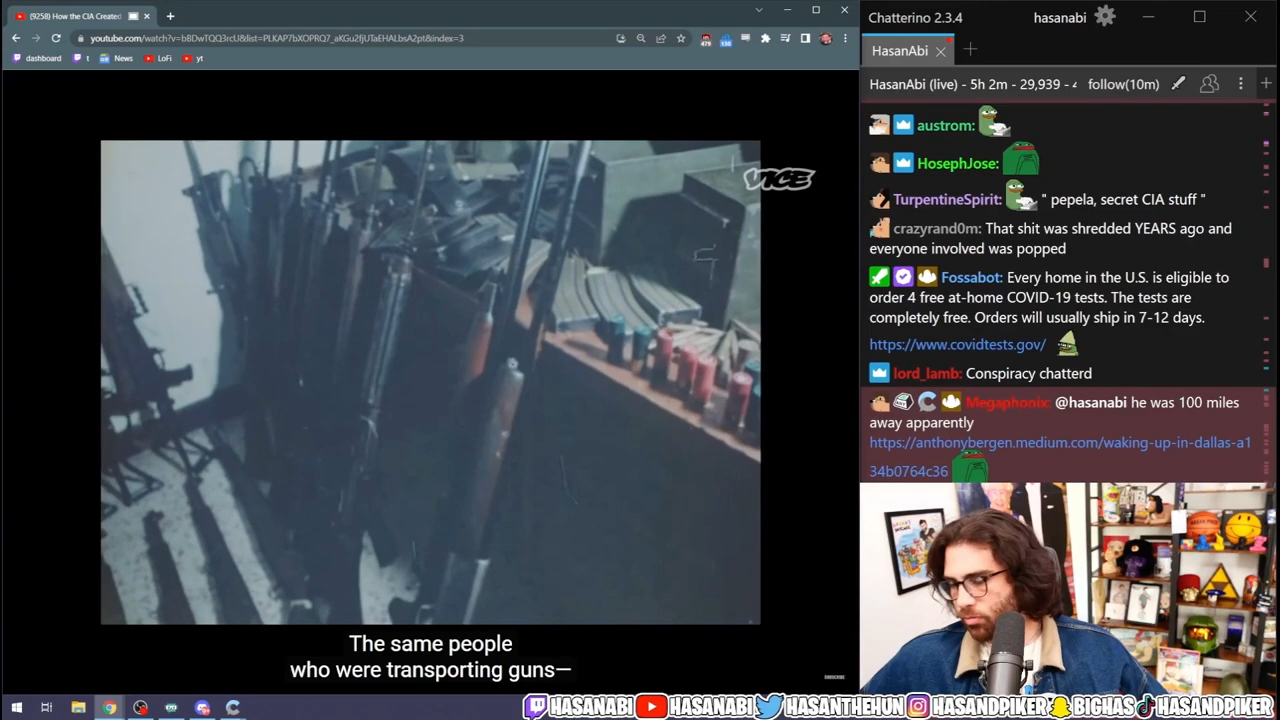 (9258) How the CIA Created
youtube.com/watch?v=bBDwTQQ3rcU&list=PLKAP7bXOPRQ7_aKGu2fjUTaEHALbsA2pt&index=3
dashboard
t
News
LoFi
yt
VICE
The same people
who were transporting guns—
SUBSCRIBE
Chatterino 2.3.4
hasanabi
HasanAbi
HasanAbi (live) - 5h 2m - 29,939 -
follow(10m)
austrom:
HosephJose:
TurpentineSpirit: " pepela, secret CIA stuff "
crazyrand0m: That shit was shredded YEARS ago and
everyone involved was popped
Fossabot: Every home in the U.S. is eligible to
order 4 free at-home COVID-19 tests. The tests are
completely free. Orders will usually ship in 7-12 days.
https://www.covidtests.gov/
lord_lamb: Conspiracy chatterd
Megaphonix: @hasanabi he was 100 miles
away apparently
https://anthonybergen.medium.com/waking-up-in-dallas-a1
34b0764c36
HASANABI HASANABI HASANTHEHUN HASANDPIKER BIGHAS HASANDPIKER